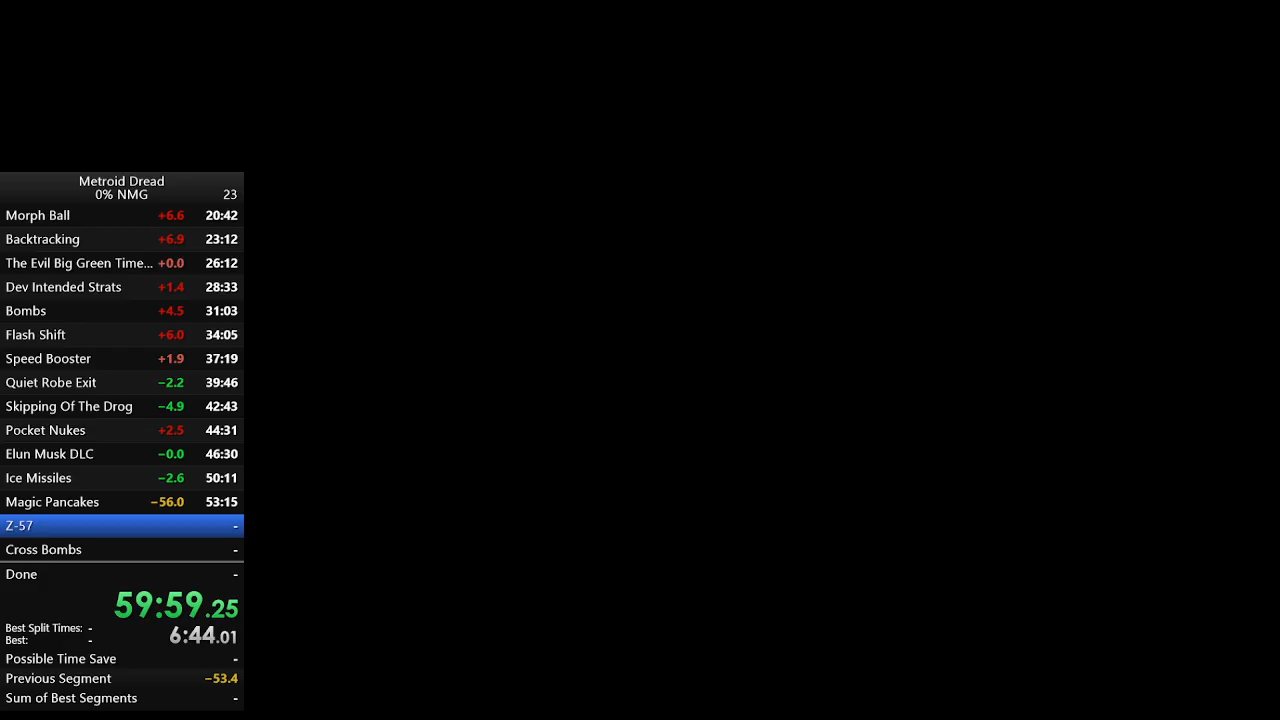 Metroid Dread
0% NMG 23
Morph Ball +6.6 20:42
Backtracking +6.9 23:12
The Evil Big Green Time... +0.0 26:12
Dev Intended Strats +1.4 28:33
Bombs +4.5 31:03
Flash Shift +6.0 34:05
Speed Booster +1.9 37:19
Quiet Robe Exit −2.2 39:46
Skipping Of The Drog −4.9 42:43
Pocket Nukes +2.5 44:31
Elun Musk DLC −0.0 46:30
Ice Missiles −2.6 50:11
Magic Pancakes −56.0 53:15
Z-57 -
Cross Bombs -
Done -
59:59.25
Best Split Times: -
Best: - 6:44.01
Possible Time Save -
Previous Segment −53.4
Sum of Best Segments -